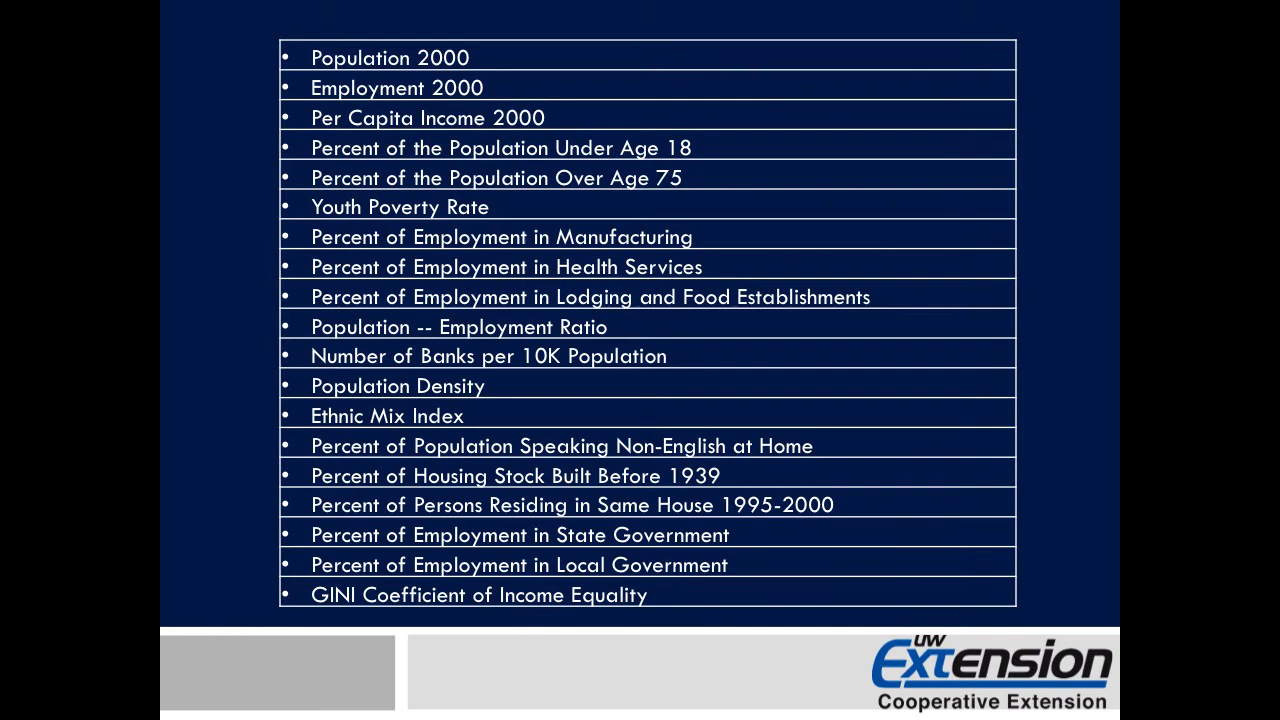 • Population 2000
• Employment 2000
• Per Capita Income 2000
• Percent of the Population Under Age 18
• Percent of the Population Over Age 75
• Youth Poverty Rate
• Percent of Employment in Manufacturing
• Percent of Employment in Health Services
• Percent of Employment in Lodging and Food Establishments
• Population -- Employment Ratio
• Number of Banks per 10K Population
• Population Density
• Ethnic Mix Index
• Percent of Population Speaking Non-English at Home
• Percent of Housing Stock Built Before 1939
• Percent of Persons Residing in Same House 1995-2000
• Percent of Employment in State Government
• Percent of Employment in Local Government
• GINI Coefficient of Income Equality
UW
Extension
Cooperative Extension